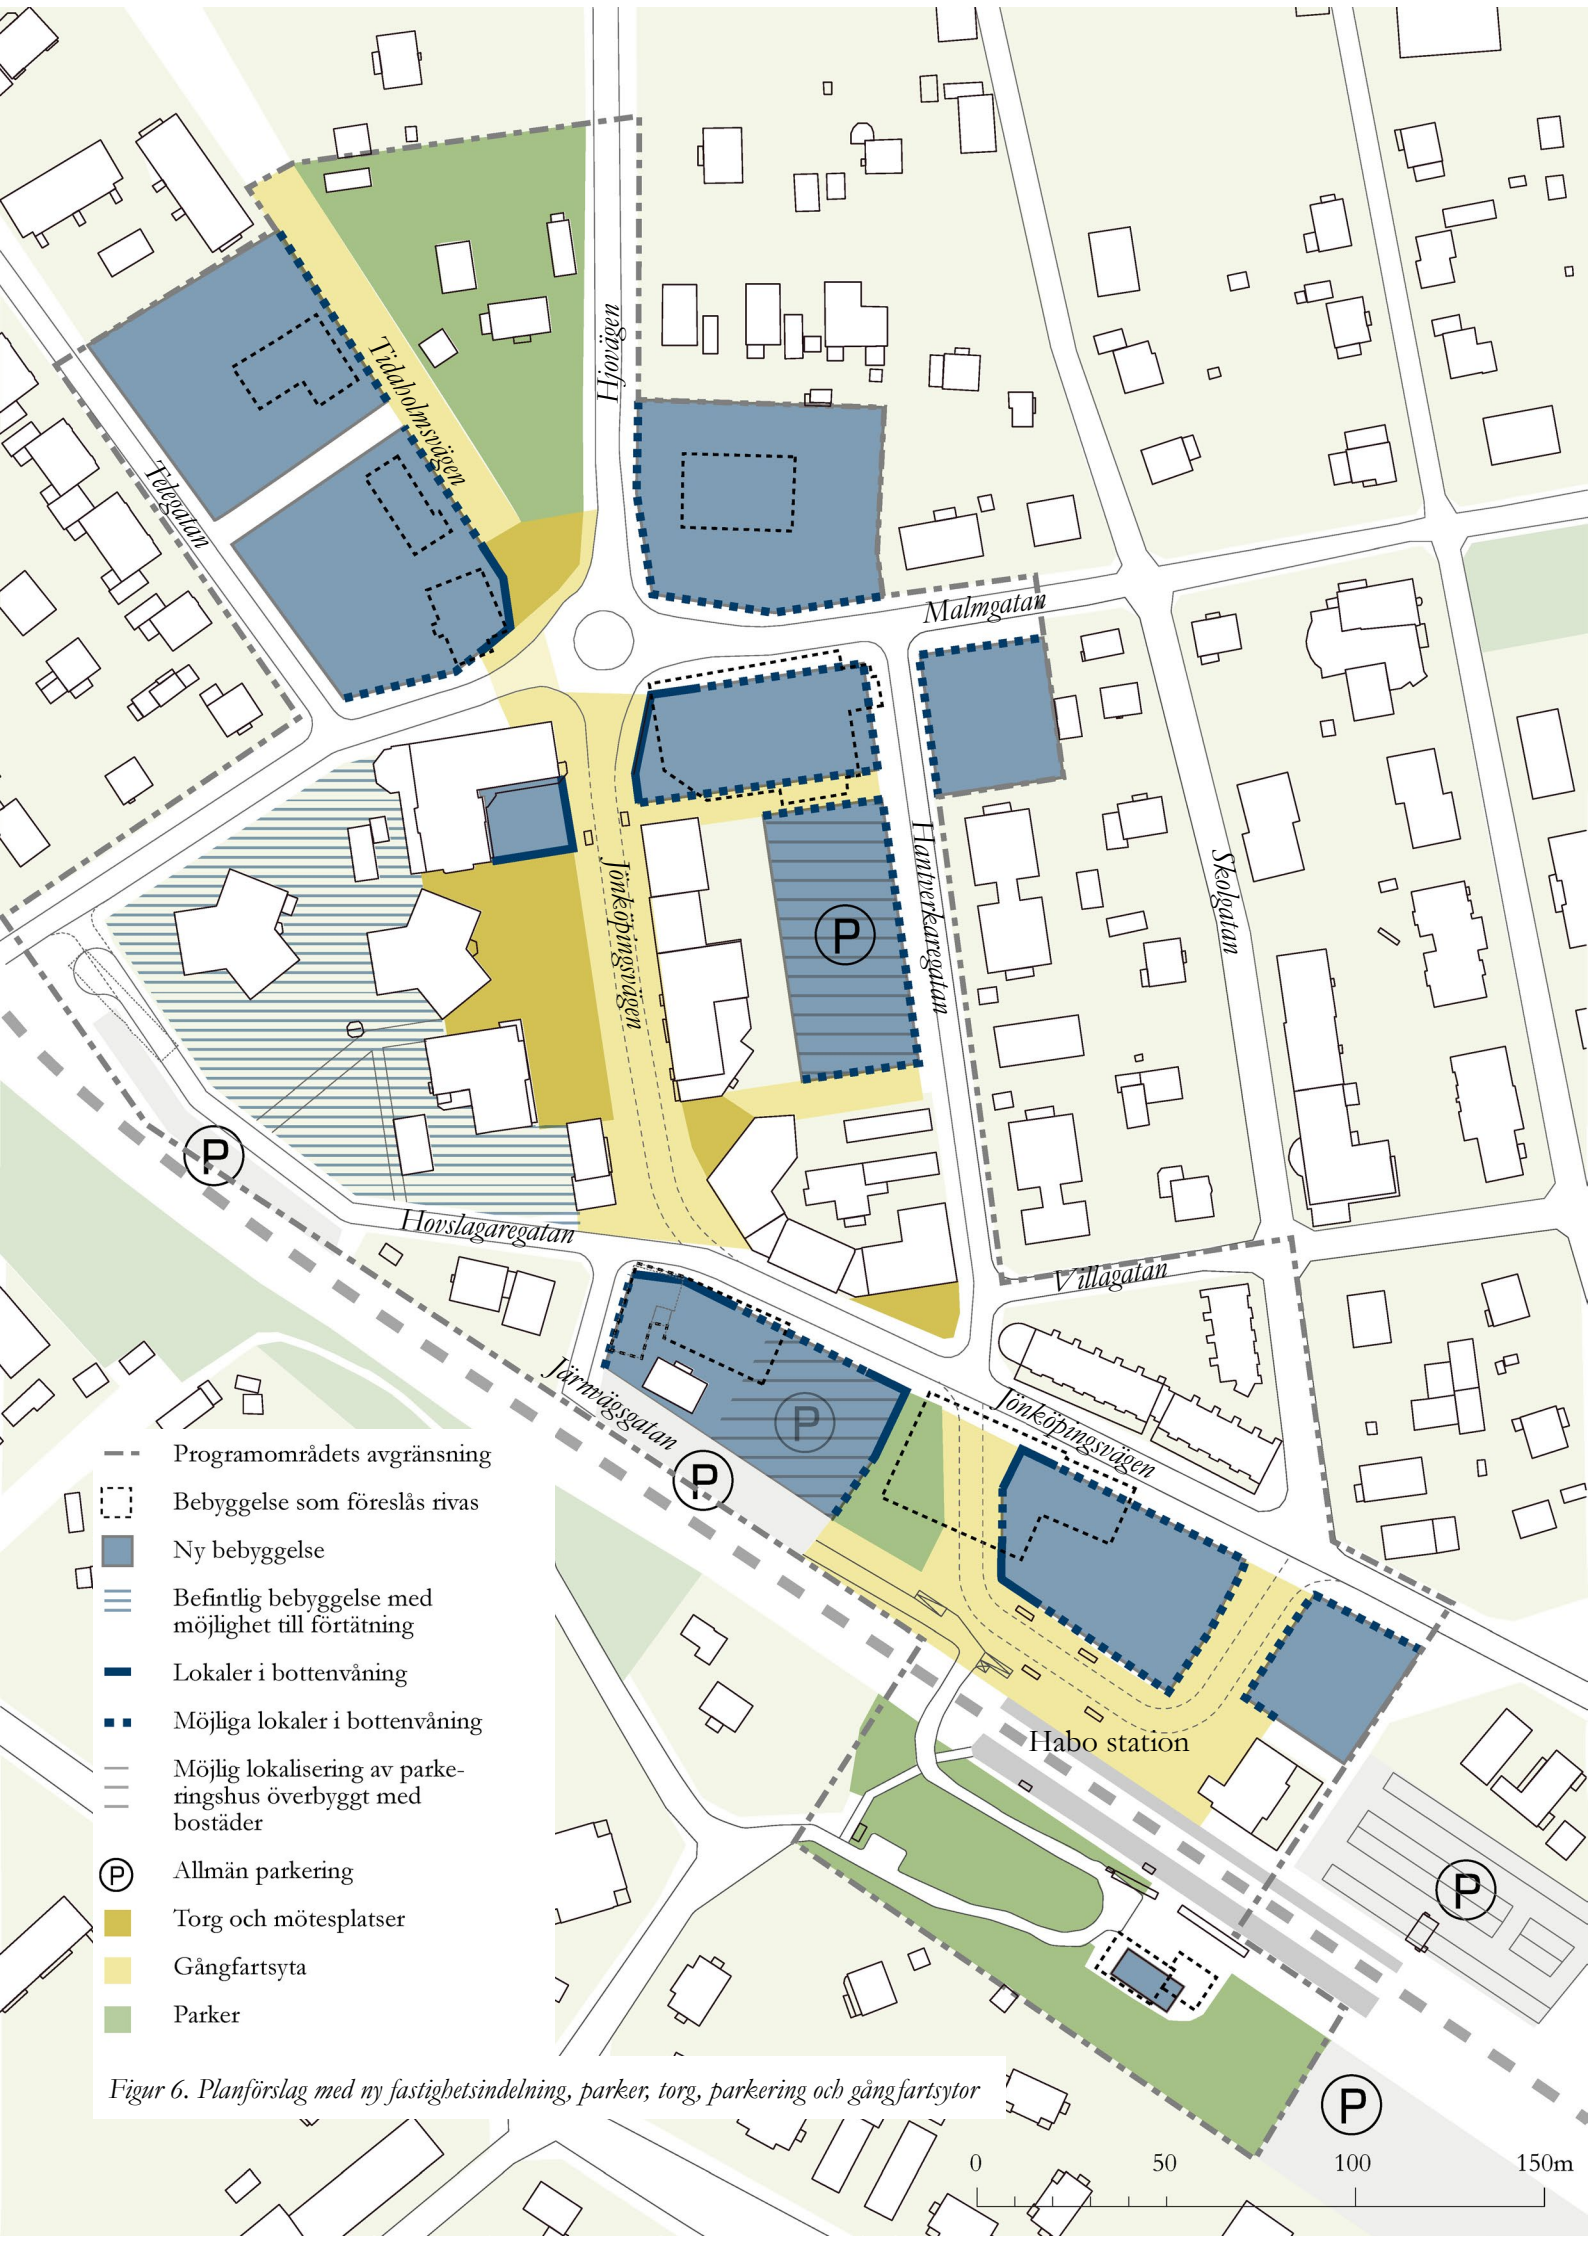 Hjovägen
Tidaholmsvägen
Telegatan
Malmgatan
Jönköpingsvägen
Hantverkaregatan
Skolgatan
P
P
Hovslagaregatan
Villagatan
Järnvägsgatan
P
P
Jönköpingsvägen
Habo station
P
P
Programområdets avgränsning
Bebyggelse som föreslås rivas
Ny bebyggelse
Befintlig bebyggelse med
möjlighet till förtätning
Lokaler i bottenvåning
Möjliga lokaler i bottenvåning
Möjlig lokalisering av parke-
ringshus överbyggt med
bostäder
P Allmän parkering
Torg och mötesplatser
Gångfartsyta
Parker
Figur 6. Planförslag med ny fastighetsindelning, parker, torg, parkering och gångfartsytor
0 50 100 150m